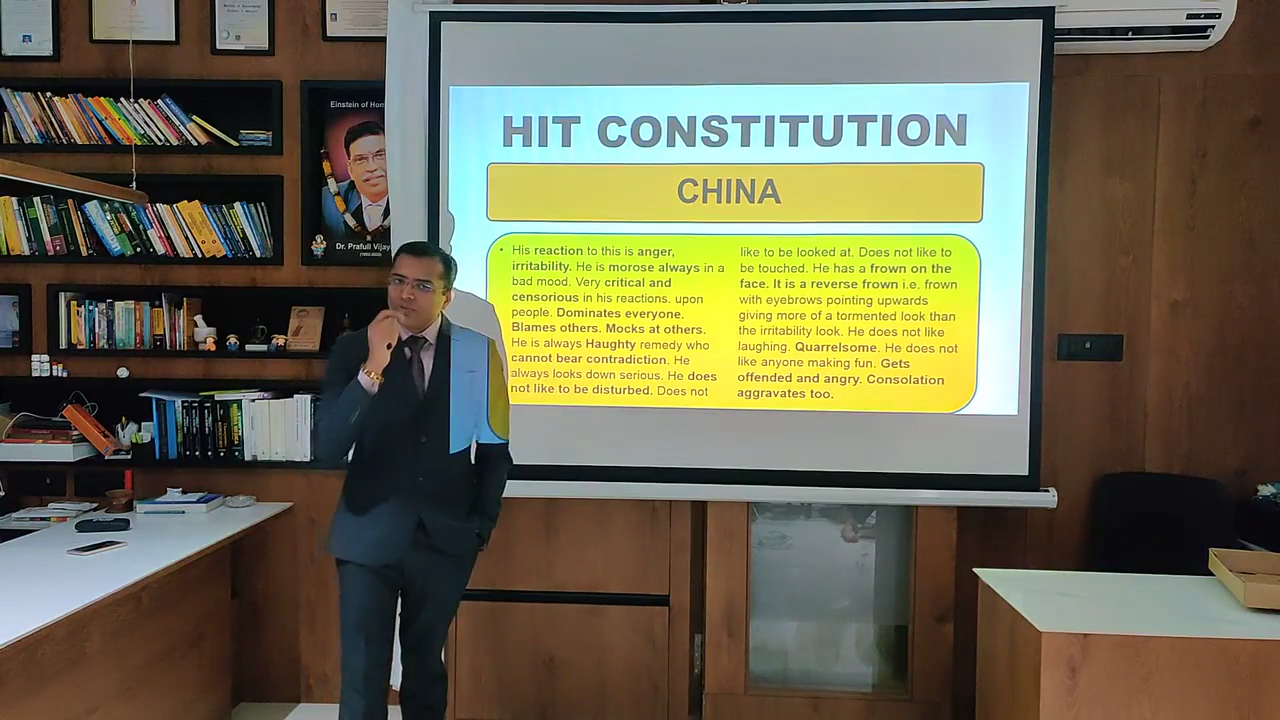 Einstein of Hom
Dr. Prafull Vijay
HIT CONSTITUTION
CHINA
• His reaction to this is anger,
irritability. He is morose always in a
bad mood. Very critical and
censorious in his reactions. upon
people. Dominates everyone.
Blames others. Mocks at others.
He is always Haughty remedy who
cannot bear contradiction. He
always looks down serious. He does
not like to be disturbed. Does not
like to be looked at. Does not like to
be touched. He has a frown on the
face. It is a reverse frown i.e. frown
with eyebrows pointing upwards
giving more of a tormented look than
the irritability look. He does not like
laughing. Quarrelsome. He does not
like anyone making fun. Gets
offended and angry. Consolation
aggravates too.